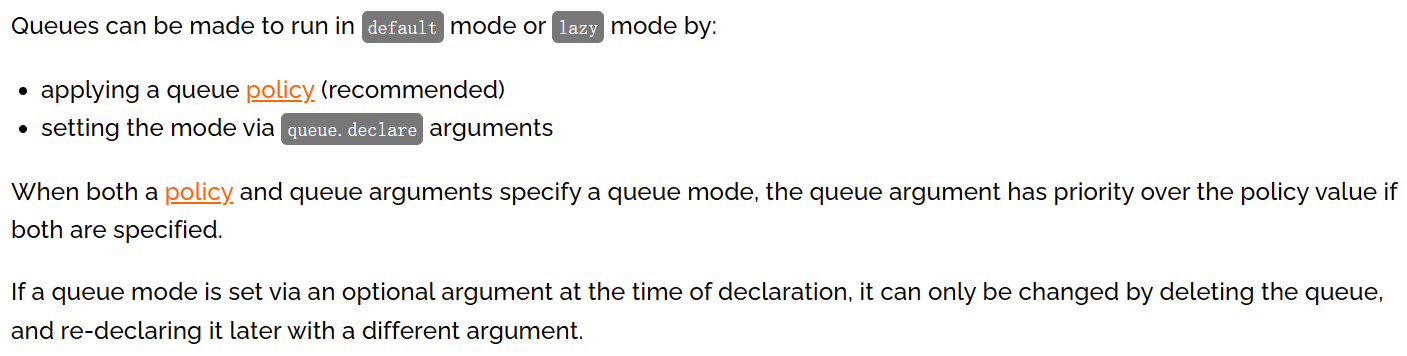 Queues can be made to run in default mode or lazy mode by:
• applying a queue policy (recommended)
• setting the mode via queue.declare arguments
When both a policy and queue arguments specify a queue mode, the queue argument has priority over the policy value if
both are specified.
If a queue mode is set via an optional argument at the time of declaration, it can only be changed by deleting the queue,
and re-declaring it later with a different argument.